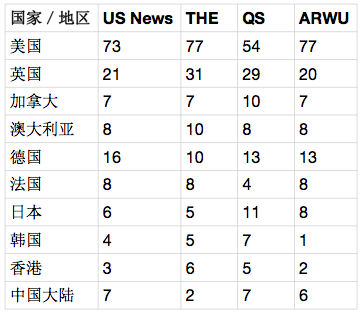 国家 / 地区 US News THE QS ARWU
美国 73 77 54 77
英国 21 31 29 20
加拿大 7 7 10 7
澳大利亚 8 10 8 8
德国 16 10 13 13
法国 8 8 4 8
日本 6 5 11 8
韩国 4 5 7 1
香港 3 6 5 2
中国大陆 7 2 7 6